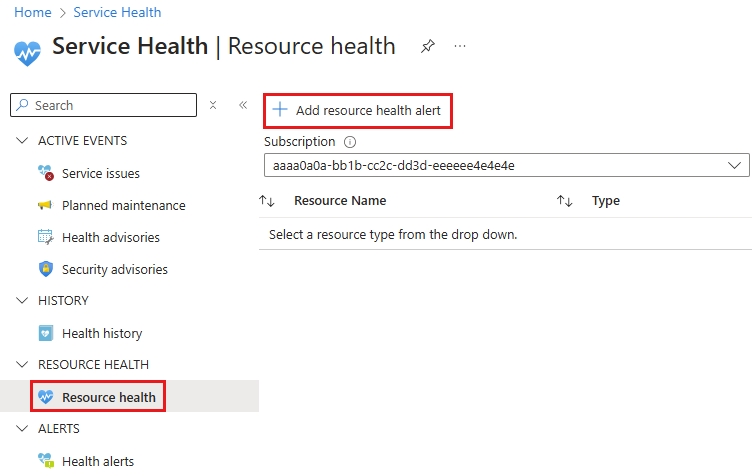 Home > Service Health
Service Health | Resource health
Search
ACTIVE EVENTS
Service issues
Planned maintenance
Health advisories
Security advisories
HISTORY
Health history
RESOURCE HEALTH
Resource health
ALERTS
Health alerts
Add resource health alert
Subscription
aaaa0a0a-bb1b-cc2c-dd3d-eeeeee4e4e4e
Resource Name Type
Select a resource type from the drop down.